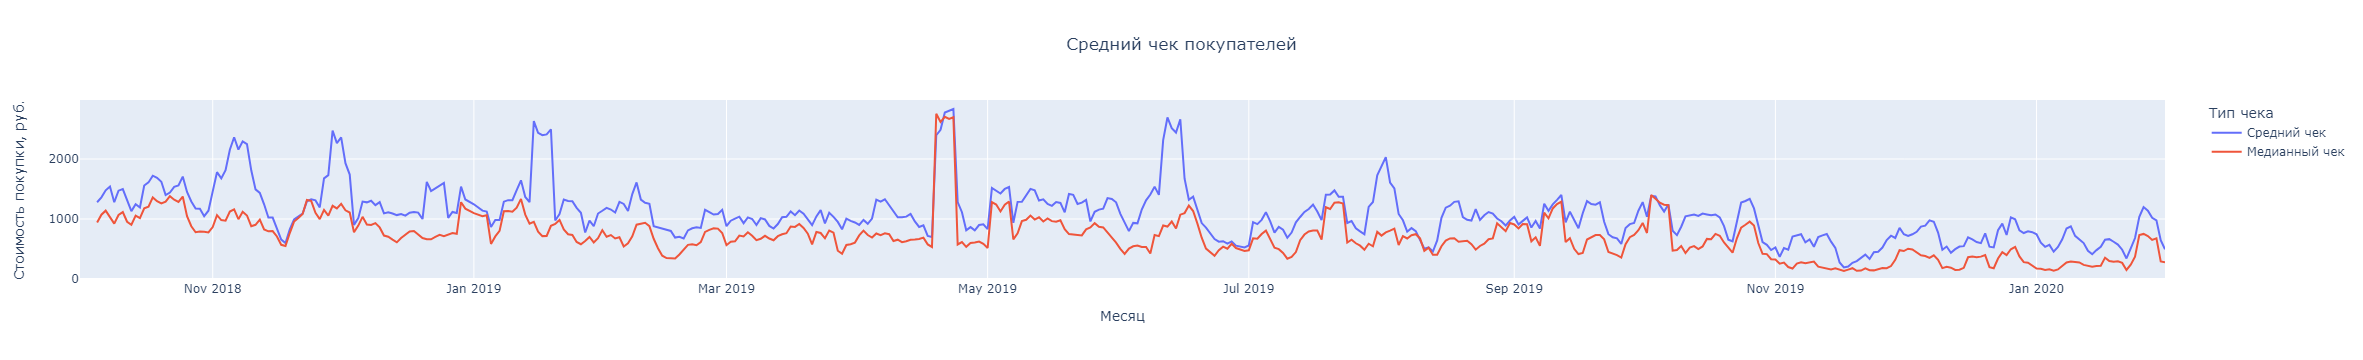 Средний чек покупателей
Стоимость покупки, руб.
2000
1000
0
Nov 2018
Jan 2019
Mar 2019
May 2019
Jul 2019
Sep 2019
Nov 2019
Jan 2020
Месяц
Тип чека
Средний чек
Медианный чек